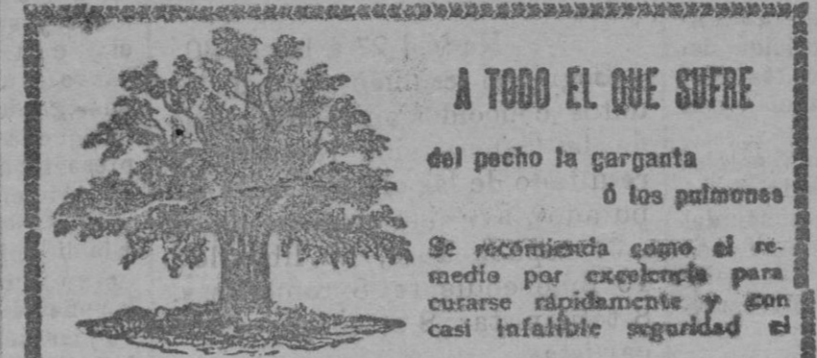 A TODO EL QUE SUFRE
del pecho la garganta
ó los pulmones
Se recomienda como el re-
medio por excelencia para
curarse rápidamente y con
casi infalible seguridad el